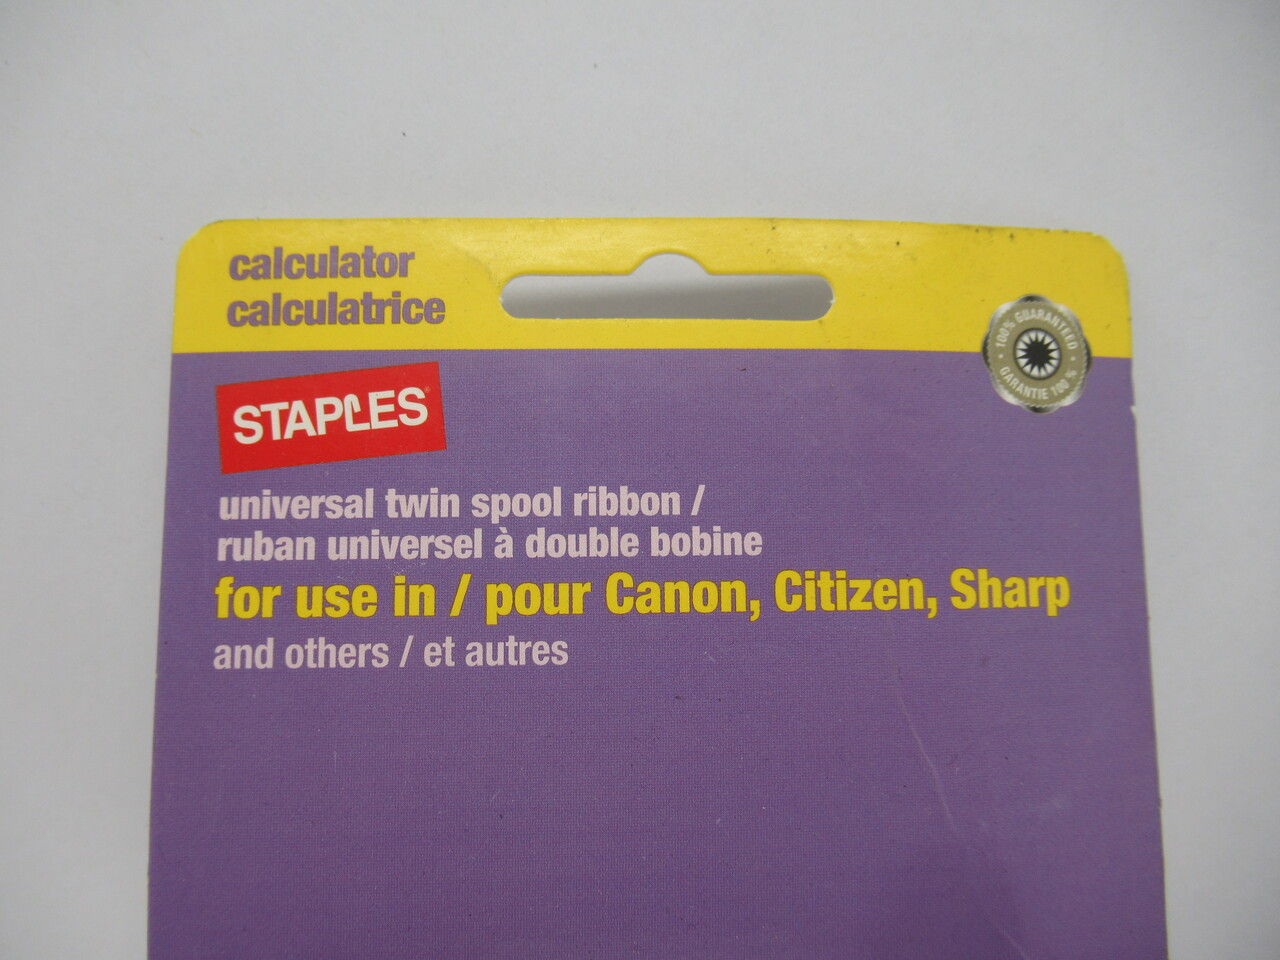 calculator
calculatrice
100% GUARANTEED
GARANTIE 100 %
STAPLES
universal twin spool ribbon /
ruban universel à double bobine
for use in / pour Canon, Citizen, Sharp
and others / et autres